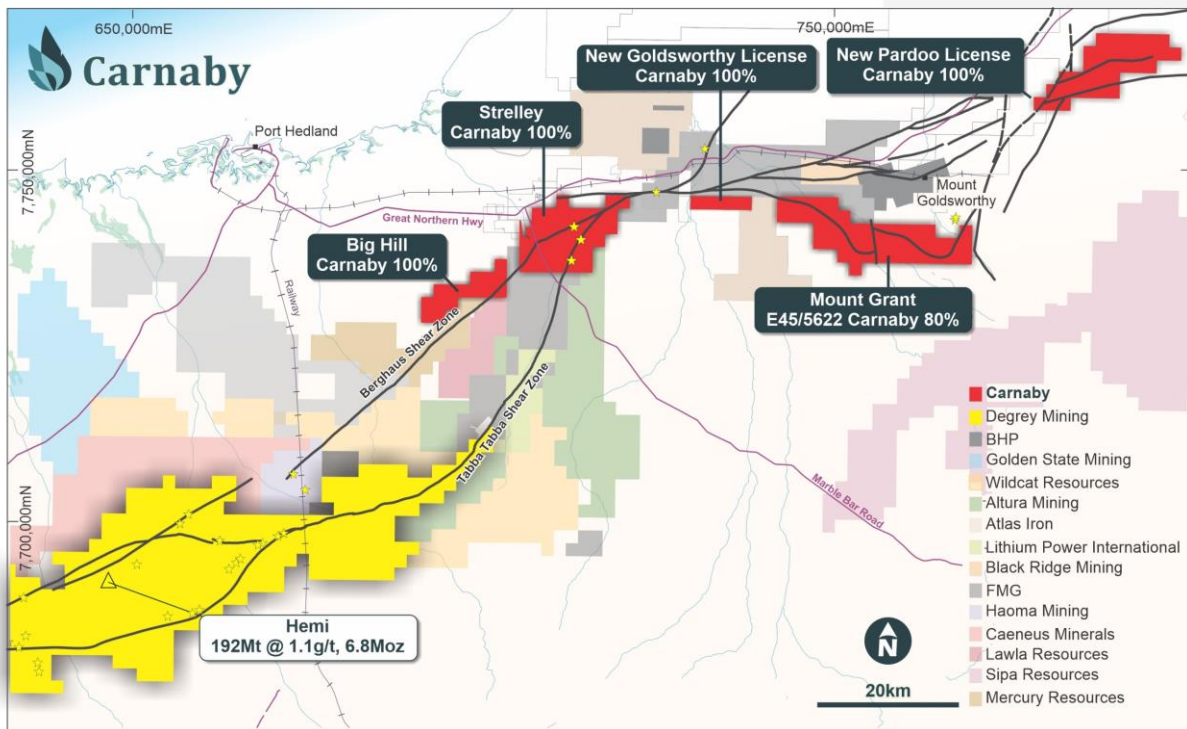 650,000mE
750,000mE
Carnaby
New Goldsworthy License
Carnaby 100%
New Pardoo License
Carnaby 100%
Strelley
Carnaby 100%
Port Hedland
7,750,000mN
Mount
Goldsworthy
Great Northern Hwy
Big Hill
Carnaby 100%
Railway
Mount Grant
E45/5622 Carnaby 80%
Berghaus Shear Zone
Tabba Tabba Shear Zone
Marble Bar Road
7,700,000mN
Hemi
192Mt @ 1.1g/t, 6.8Moz
Carnaby
Degrey Mining
BHP
Golden State Mining
Wildcat Resources
Altura Mining
Atlas Iron
Lithium Power International
Black Ridge Mining
FMG
Haoma Mining
Caeneus Minerals
Lawla Resources
Sipa Resources
Mercury Resources
N
20km